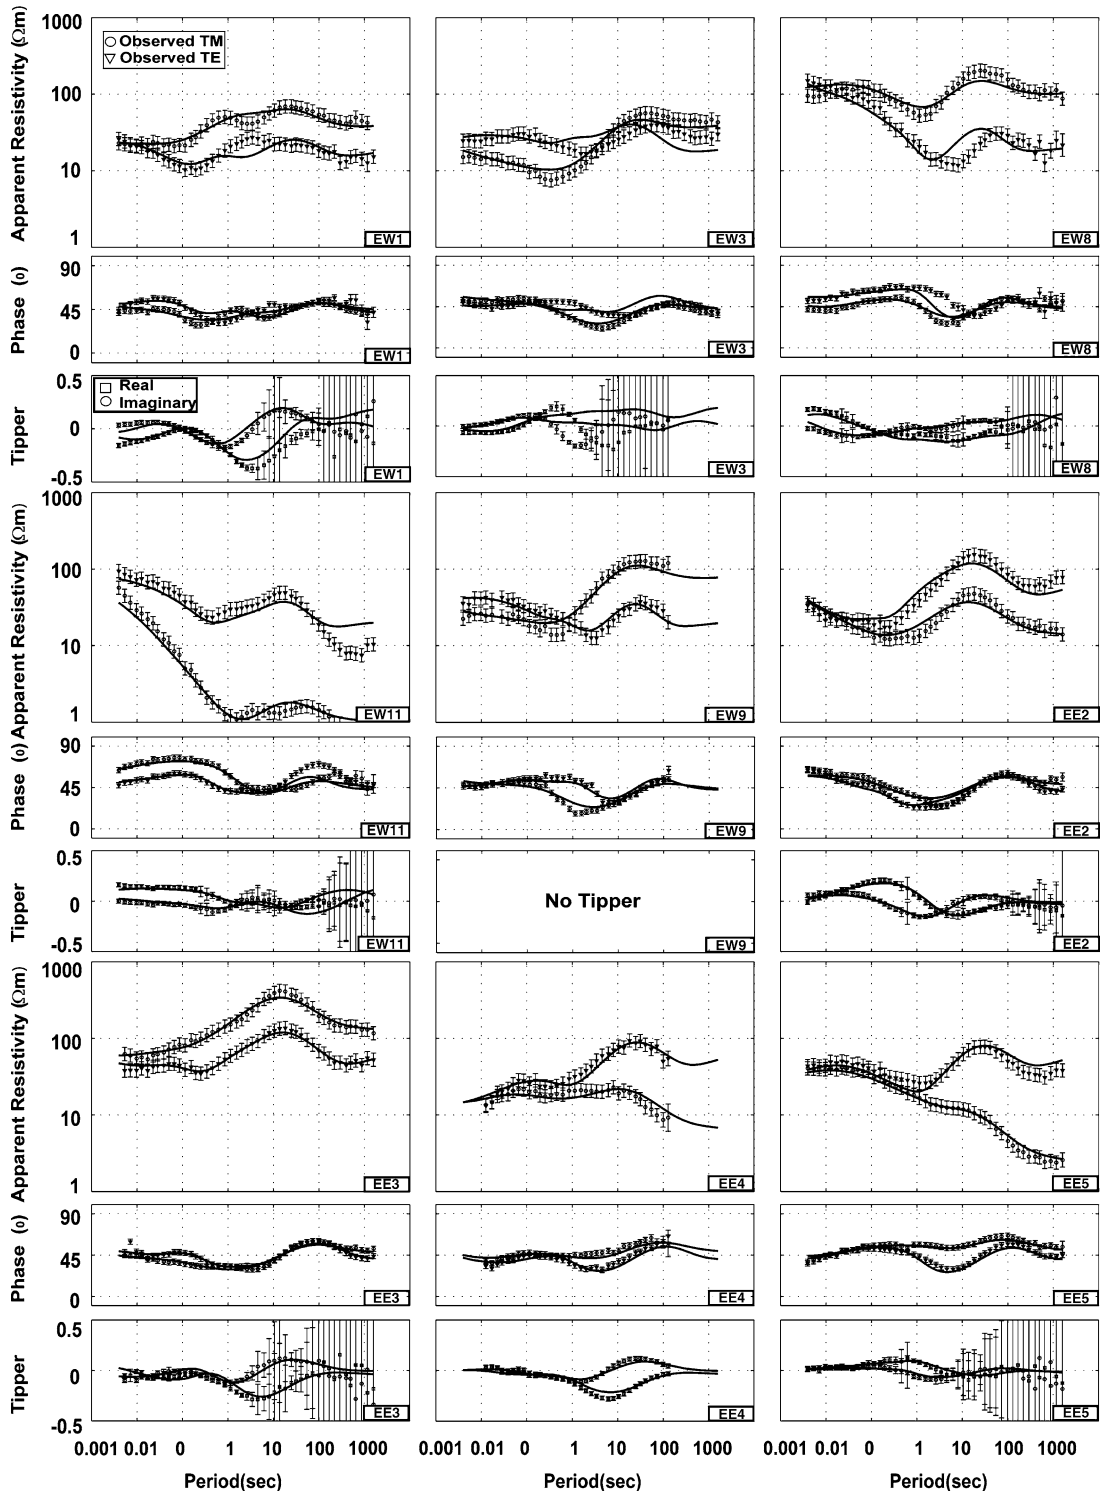 1000
100
10
1
Apparent Resistivity (Ωm)
Observed TM
Observed TE
EW1
EW3
EW8
90
45
0
Phase (0)
EW1
EW3
EW8
0.5
0
-0.5
Tipper
Real
Imaginary
EW1
EW3
EW8
1000
100
10
1
Apparent Resistivity (Ωm)
EW11
EW9
EE2
90
45
0
Phase (0)
EW11
EW9
EE2
0.5
0
-0.5
Tipper
No Tipper
EW11
EW9
EE2
1000
100
10
1
Apparent Resistivity (Ωm)
EE3
EE4
EE5
90
45
0
Phase (0)
EE3
EE4
EE5
0.5
0
-0.5
Tipper
EE3
EE4
EE5
0.001 0.01 0 1 10 100 1000
0.001 0.01 0 1 10 100 1000
0.001 0.01 0 1 10 100 1000
Period(sec)
Period(sec)
Period(sec)